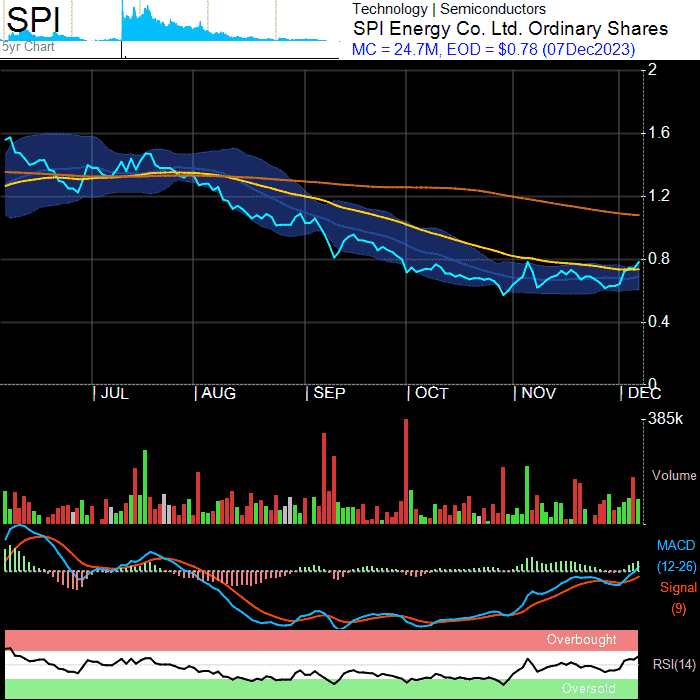 SPI
5yr Chart
Technology | Semiconductors
SPI Energy Co. Ltd. Ordinary Shares
MC = 24.7M, EOD = $0.78 (07Dec2023)
2
1.6
1.2
0.8
0.4
0
| JUL | AUG | SEP | OCT | NOV | DEC
385k
Volume
MACD
(12-26)
Signal
(9)
Overbought
RSI(14)
Oversold